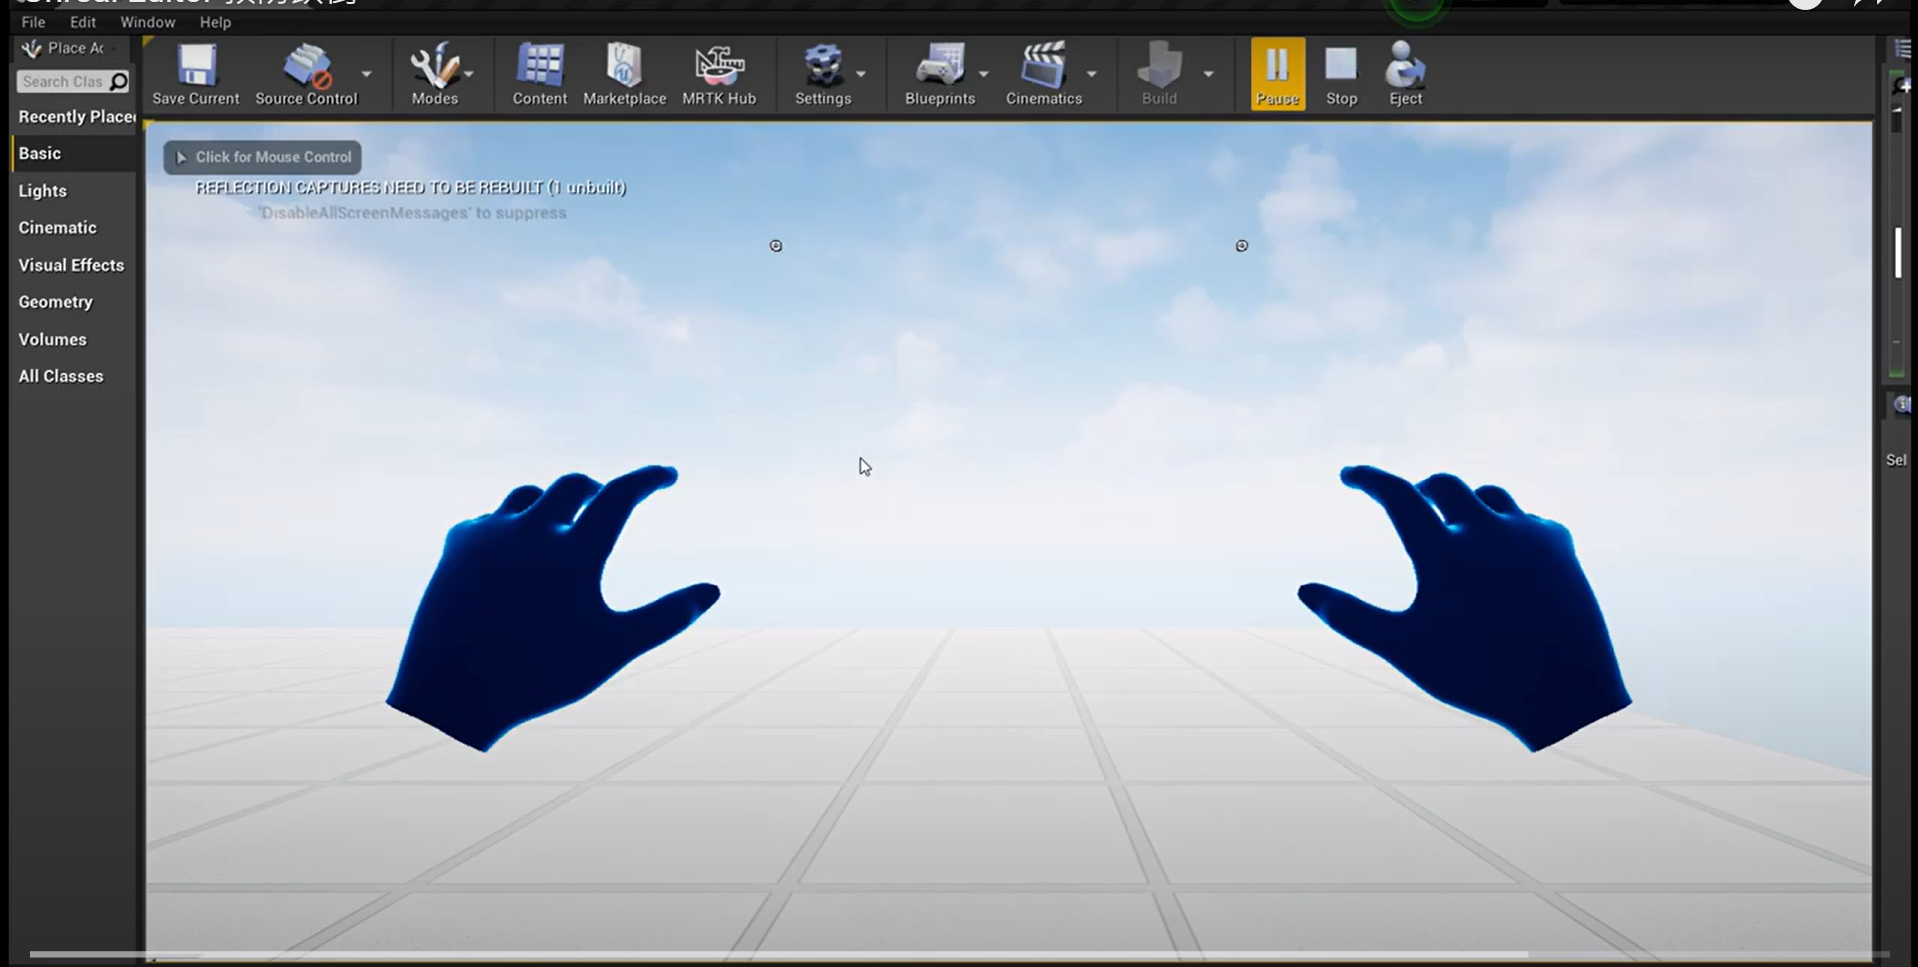 File Edit Window Help
Place Ac
Search Clas
Recently Place
Basic
Lights
Cinematic
Visual Effects
Geometry
Volumes
All Classes
Save Current Source Control Modes Content Marketplace MRTK Hub Settings Blueprints Cinematics Build Pause Stop Eject
Click for Mouse Control
REFLECTION CAPTURES NEED TO BE REBUILT (1 unbuilt)
'DisableAllScreenMessages' to suppress
Sel